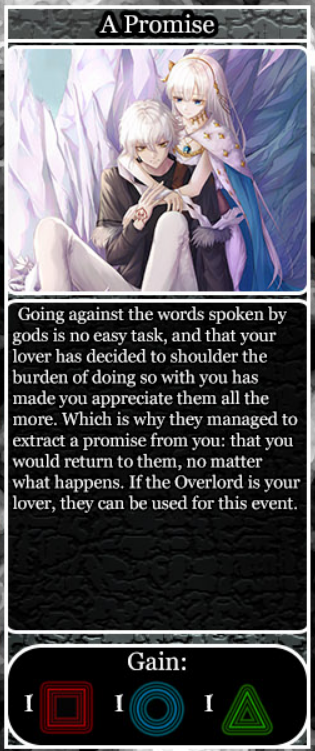 A Promise
Going against the words spoken by
gods is no easy task, and that your
lover has decided to shoulder the
burden of doing so with you has
made you appreciate them all the
more. Which is why they managed to
extract a promise from you: that you
would return to them, no matter
what happens. If the Overlord is your
lover, they can be used for this event.
Gain:
1 1 1